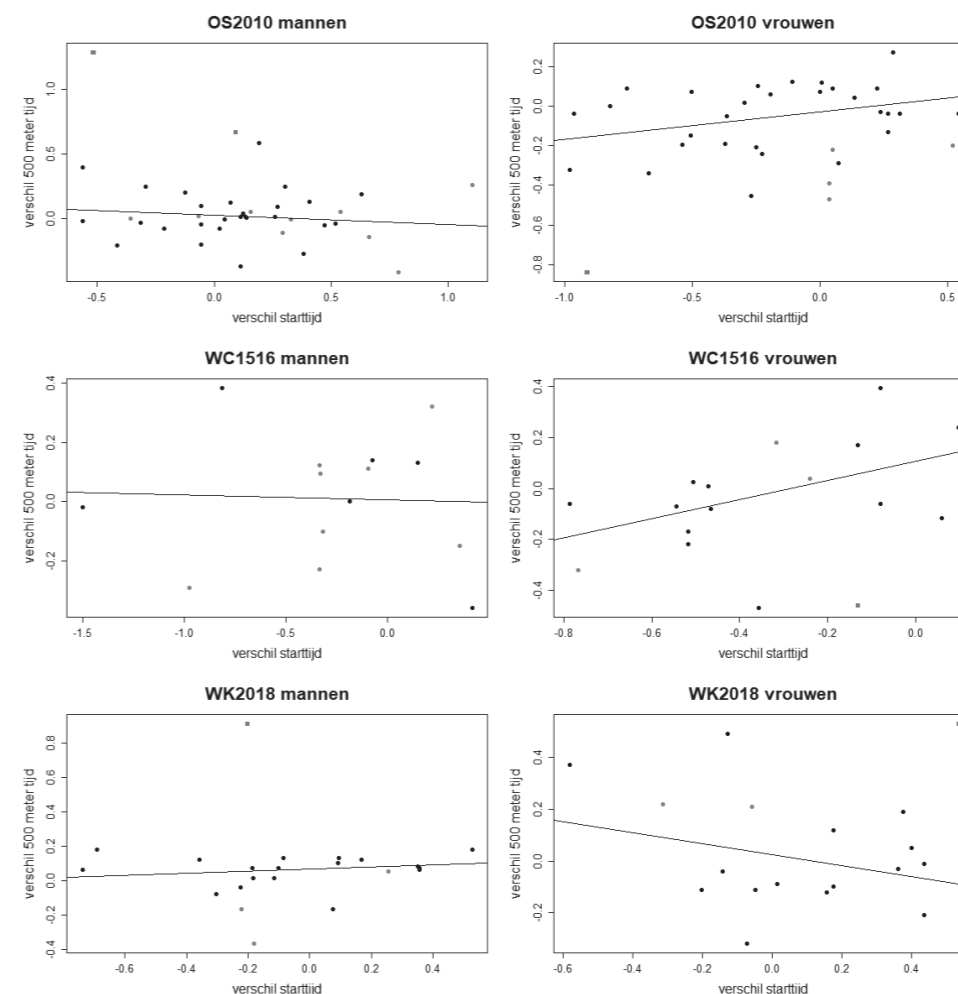 OS2010 mannen
verschil 500 meter tijd
1.0
0.5
0.0
-0.5 0.0 0.5 1.0
verschil starttijd
OS2010 vrouwen
verschil 500 meter tijd
0.2
0.0
-0.2
-0.4
-0.6
-0.8
-1.0 -0.5 0.0 0.5
verschil starttijd
WC1516 mannen
verschil 500 meter tijd
0.4
0.2
0.0
-0.2
-1.5 -1.0 -0.5 0.0
verschil starttijd
WC1516 vrouwen
verschil 500 meter tijd
0.4
0.2
0.0
-0.2
-0.4
-0.8 -0.6 -0.4 -0.2 0.0
verschil starttijd
WK2018 mannen
verschil 500 meter tijd
0.8
0.6
0.4
0.2
0.0
-0.2
-0.4
-0.6 -0.4 -0.2 0.0 0.2 0.4
verschil starttijd
WK2018 vrouwen
verschil 500 meter tijd
0.4
0.2
0.0
-0.2
-0.6 -0.4 -0.2 0.0 0.2 0.4
verschil starttijd